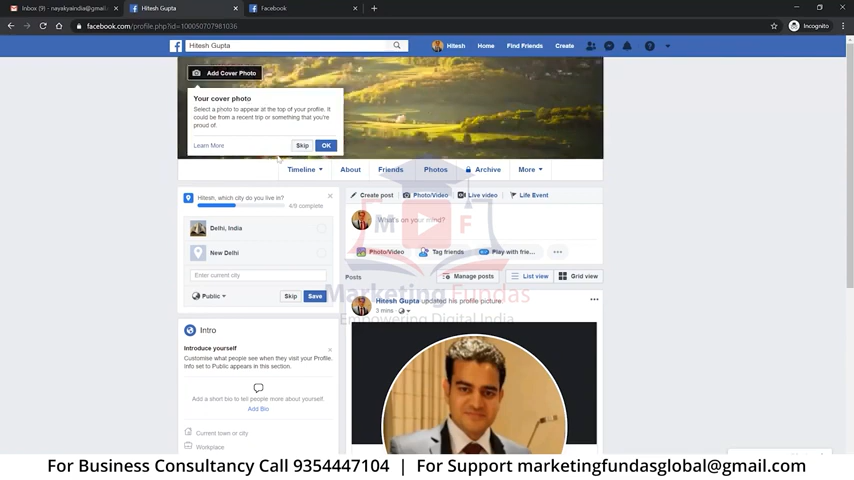 Inbox (9) - nayakyaindia@gmail
Hitesh Gupta
Facebook
facebook.com/profile.php?id=100050707981036
Incognito
Hitesh Gupta
Hitesh
Home
Find Friends
Create
Add Cover Photo
Your cover photo
Select a photo to appear at the top of your profile. It
could be from a recent trip or something that you're
proud of.
Learn More
Skip
OK
Timeline
About
Friends
Photos
Archive
More
Hitesh, which city do you live in?
4/9 complete
Delhi, India
New Delhi
Enter current city
Public
Skip
Save
Intro
Introduce yourself
Customise what people see when they visit your Profile.
Info set to Public appears in this section.
Add a short bio to tell people more about yourself.
Add Bio
Current town or city
Workplace
Create post
Photo/Video
Live video
Life Event
What's on your mind?
Photo/Video
Tag friends
Play with frie...
Posts
Manage posts
List view
Grid view
M F
Marketing Fundas
Empowering Digital India
Hitesh Gupta updated his profile picture.
3 mins
For Business Consultancy Call 9354447104 | For Support marketingfundasglobal@gmail.com